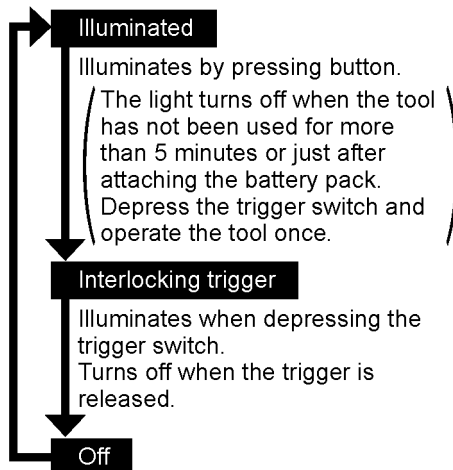 Illuminated
Illuminates by pressing button.
The light turns off when the tool
has not been used for more
than 5 minutes or just after
attaching the battery pack.
Depress the trigger switch and
operate the tool once.
Interlocking trigger
Illuminates when depressing the
trigger switch.
Turns off when the trigger is
released.
Off